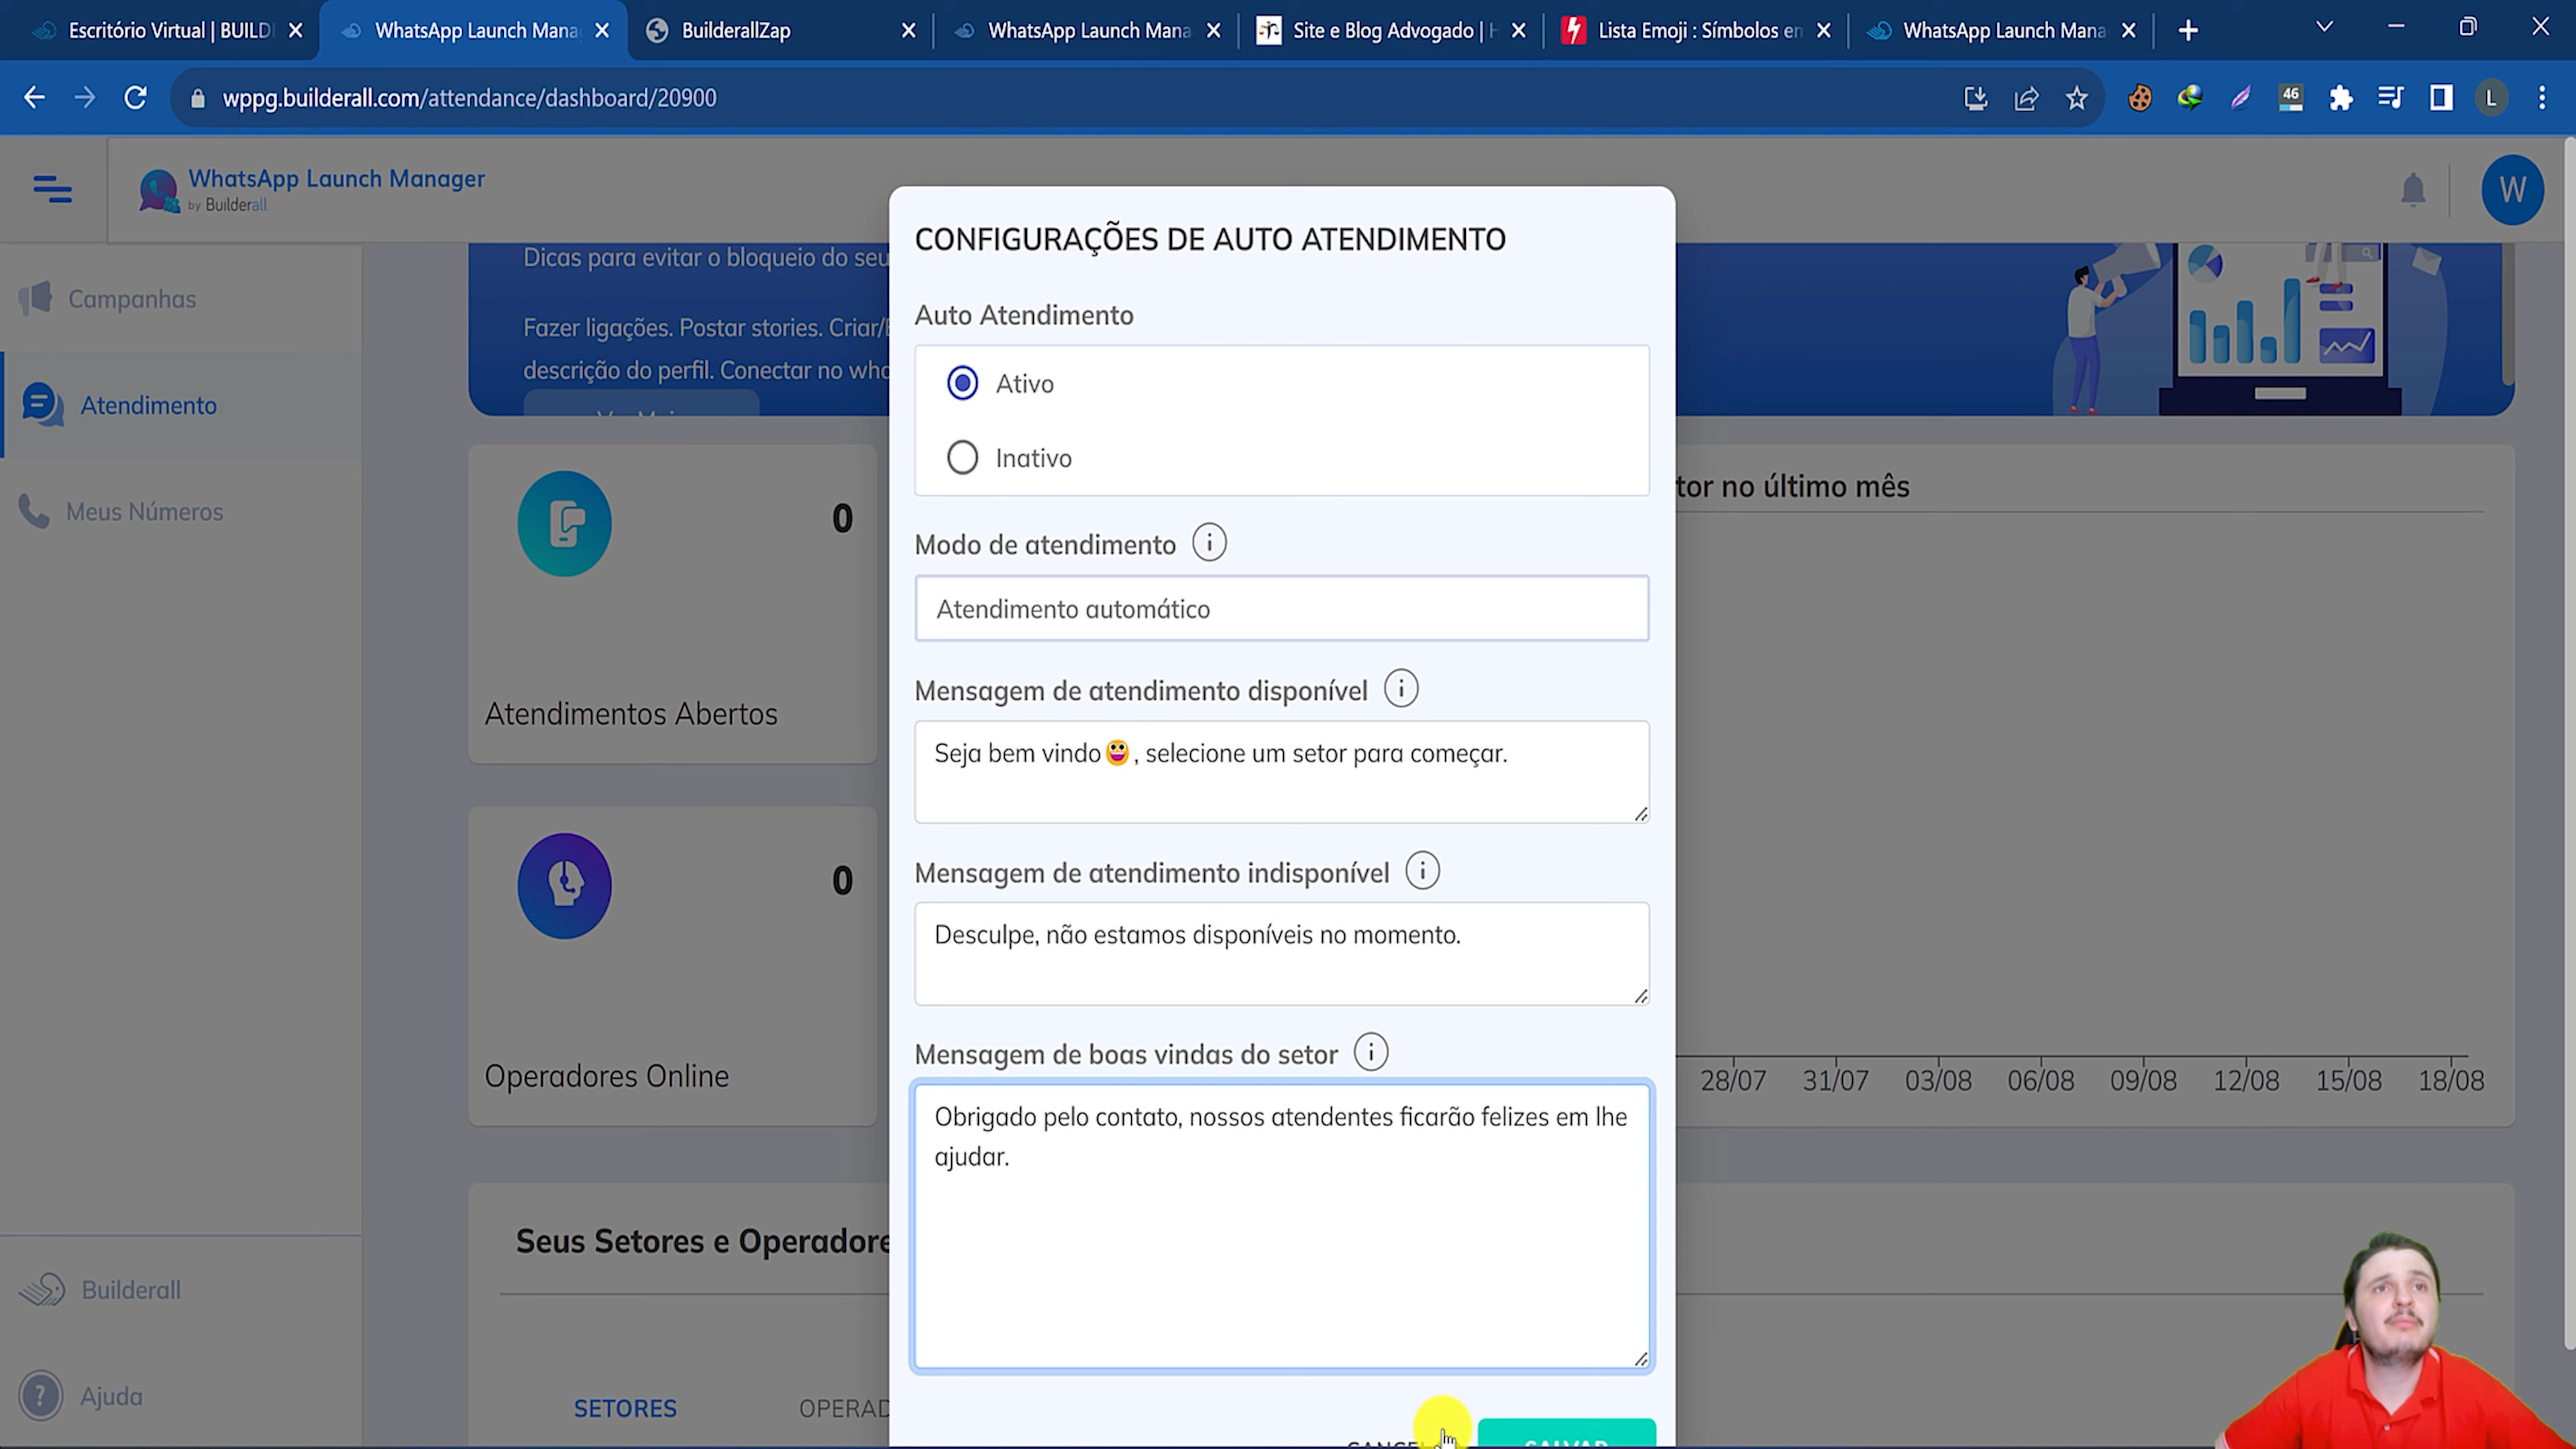 Escritório Virtual | BUILD
WhatsApp Launch Mana
BuilderallZap
WhatsApp Launch Mana
Site e Blog Advogado |
Lista Emoji : Símbolos em
WhatsApp Launch Mana
wppg.builderall.com/attendance/dashboard/20900
46
L
WhatsApp Launch Manager
by Builderall
W
Campanhas
Atendimento
Meus Números
Builderall
Ajuda
Dicas para evitar o bloqueio do seu
Fazer ligações. Postar stories. Criar/
descrição do perfil. Conectar no
0
Atendimentos Abertos
0
Operadores Online
tor no último mês
28/07 31/07 03/08 06/08 09/08 12/08 15/08 18/08
Seus Setores e Operadore
SETORES
OPERAD
CONFIGURAÇÕES DE AUTO ATENDIMENTO
Auto Atendimento
Ativo
Inativo
Modo de atendimento
Atendimento automático
Mensagem de atendimento disponível
Seja bem vindo😀, selecione um setor para começar.
Mensagem de atendimento indisponível
Desculpe, não estamos disponíveis no momento.
Mensagem de boas vindas do setor
Obrigado pelo contato, nossos atendentes ficarão felizes em lhe
ajudar.
SALVAR